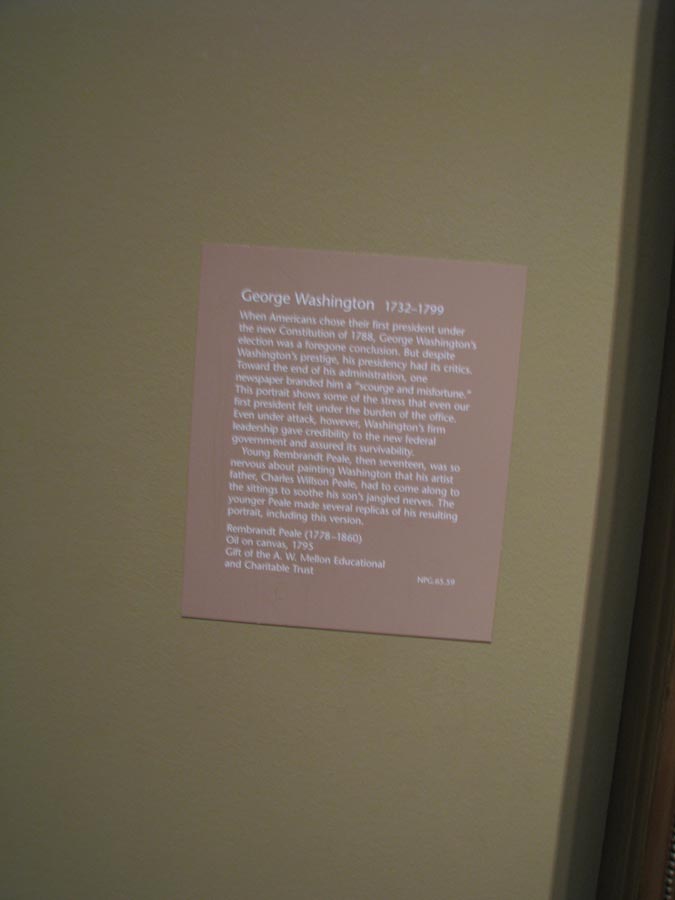 George Washington 1732–1799
When Americans chose their first president under
the new Constitution of 1788, George Washington's
election was a foregone conclusion. But despite
Washington's prestige, his presidency had its critics.
Toward the end of his administration, one
newspaper branded him a "scourge and misfortune."
This portrait shows some of the stress that even our
first president felt under the burden of the office.
Even under attack, however, Washington's firm
leadership gave credibility to the new federal
government and assured its survivability.
Young Rembrandt Peale, then seventeen, was so
nervous about painting Washington that his artist
father, Charles Willson Peale, had to come along to
the sittings to soothe his son's jangled nerves. The
younger Peale made several replicas of his resulting
portrait, including this version.
Rembrandt Peale (1778–1860)
Oil on canvas, 1795
Gift of the A. W. Mellon Educational
and Charitable Trust
NPG.65.59